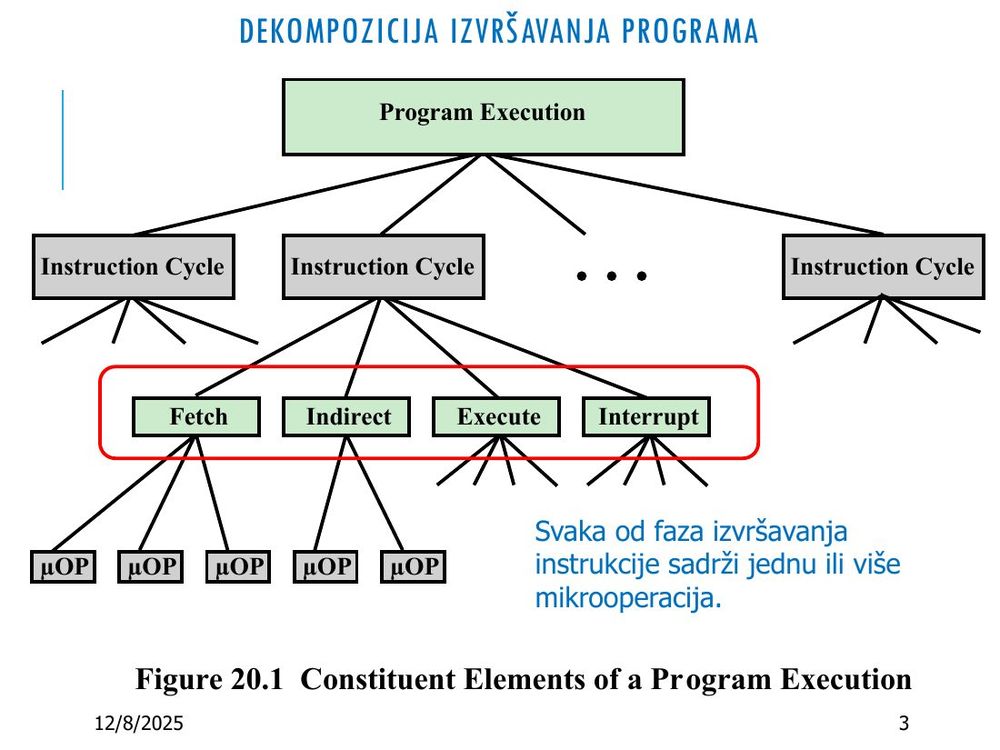 DEKOMPOZICIJA IZVRŠAVANJA PROGRAMA
Program Execution
Instruction Cycle
Instruction Cycle
• • •
Instruction Cycle
Fetch
Indirect
Execute
Interrupt
µOP
µOP
µOP
µOP
µOP
Svaka od faza izvršavanja
instrukcije sadrži jednu ili više
mikrooperacija.
Figure 20.1 Constituent Elements of a Program Execution
12/8/2025
3